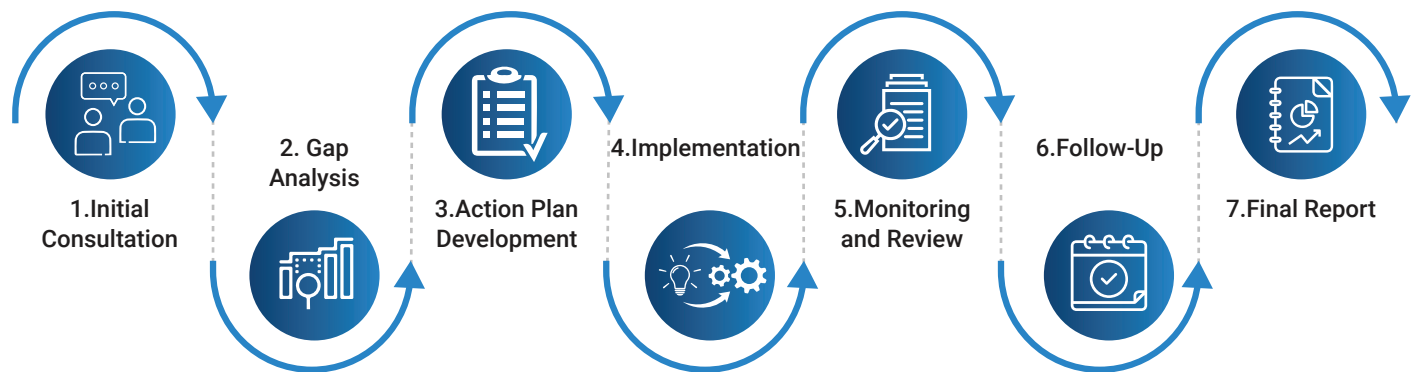 1.Initial
Consultation
2. Gap
Analysis
3.Action Plan
Development
4.Implementation
5.Monitoring
and Review
6.Follow-Up
7.Final Report